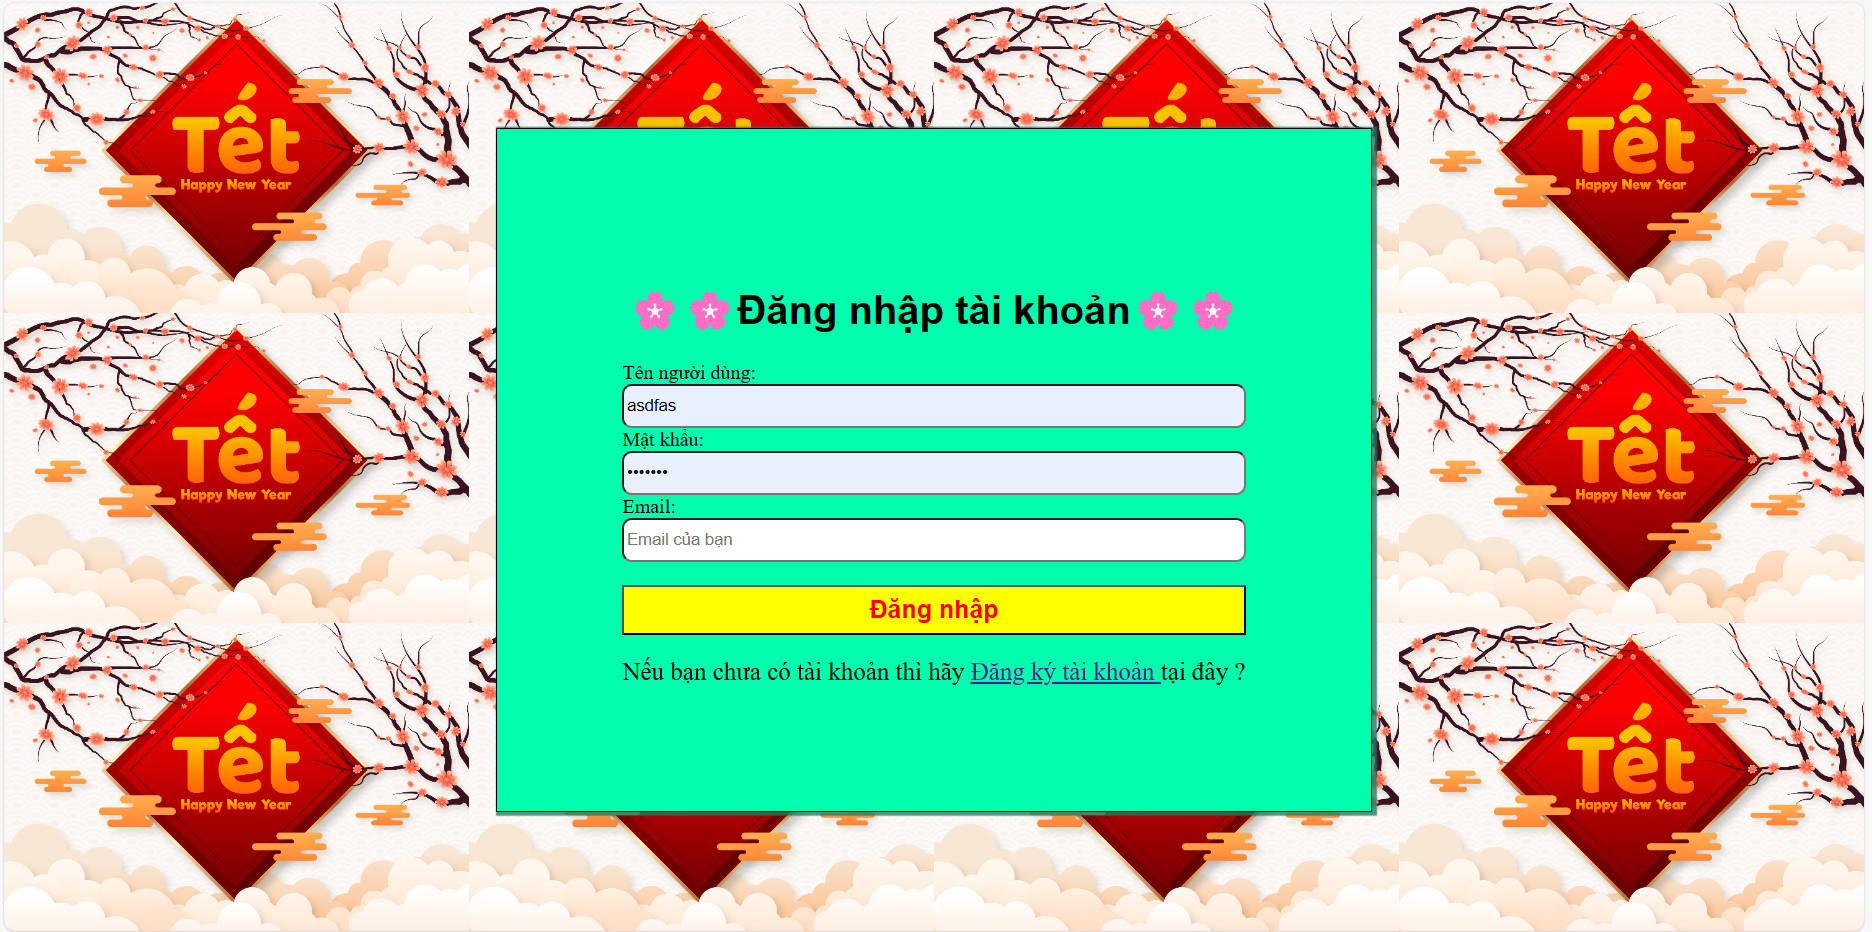 Tết
Happy New Year
Tết
Tết
Tết
Happy New Year
🌸 🌸 Đăng nhập tài khoản 🌸 🌸
Tên người dùng:
asdfas
Mật khẩu:
•••••••
Email:
Email của bạn
Đăng nhập
Nếu bạn chưa có tài khoản thì hãy Đăng ký tài khoản tại đây ?
Tết
Happy New Year
Tết
Happy New Year
Tết
Happy New Year
Tết
Happy New Year